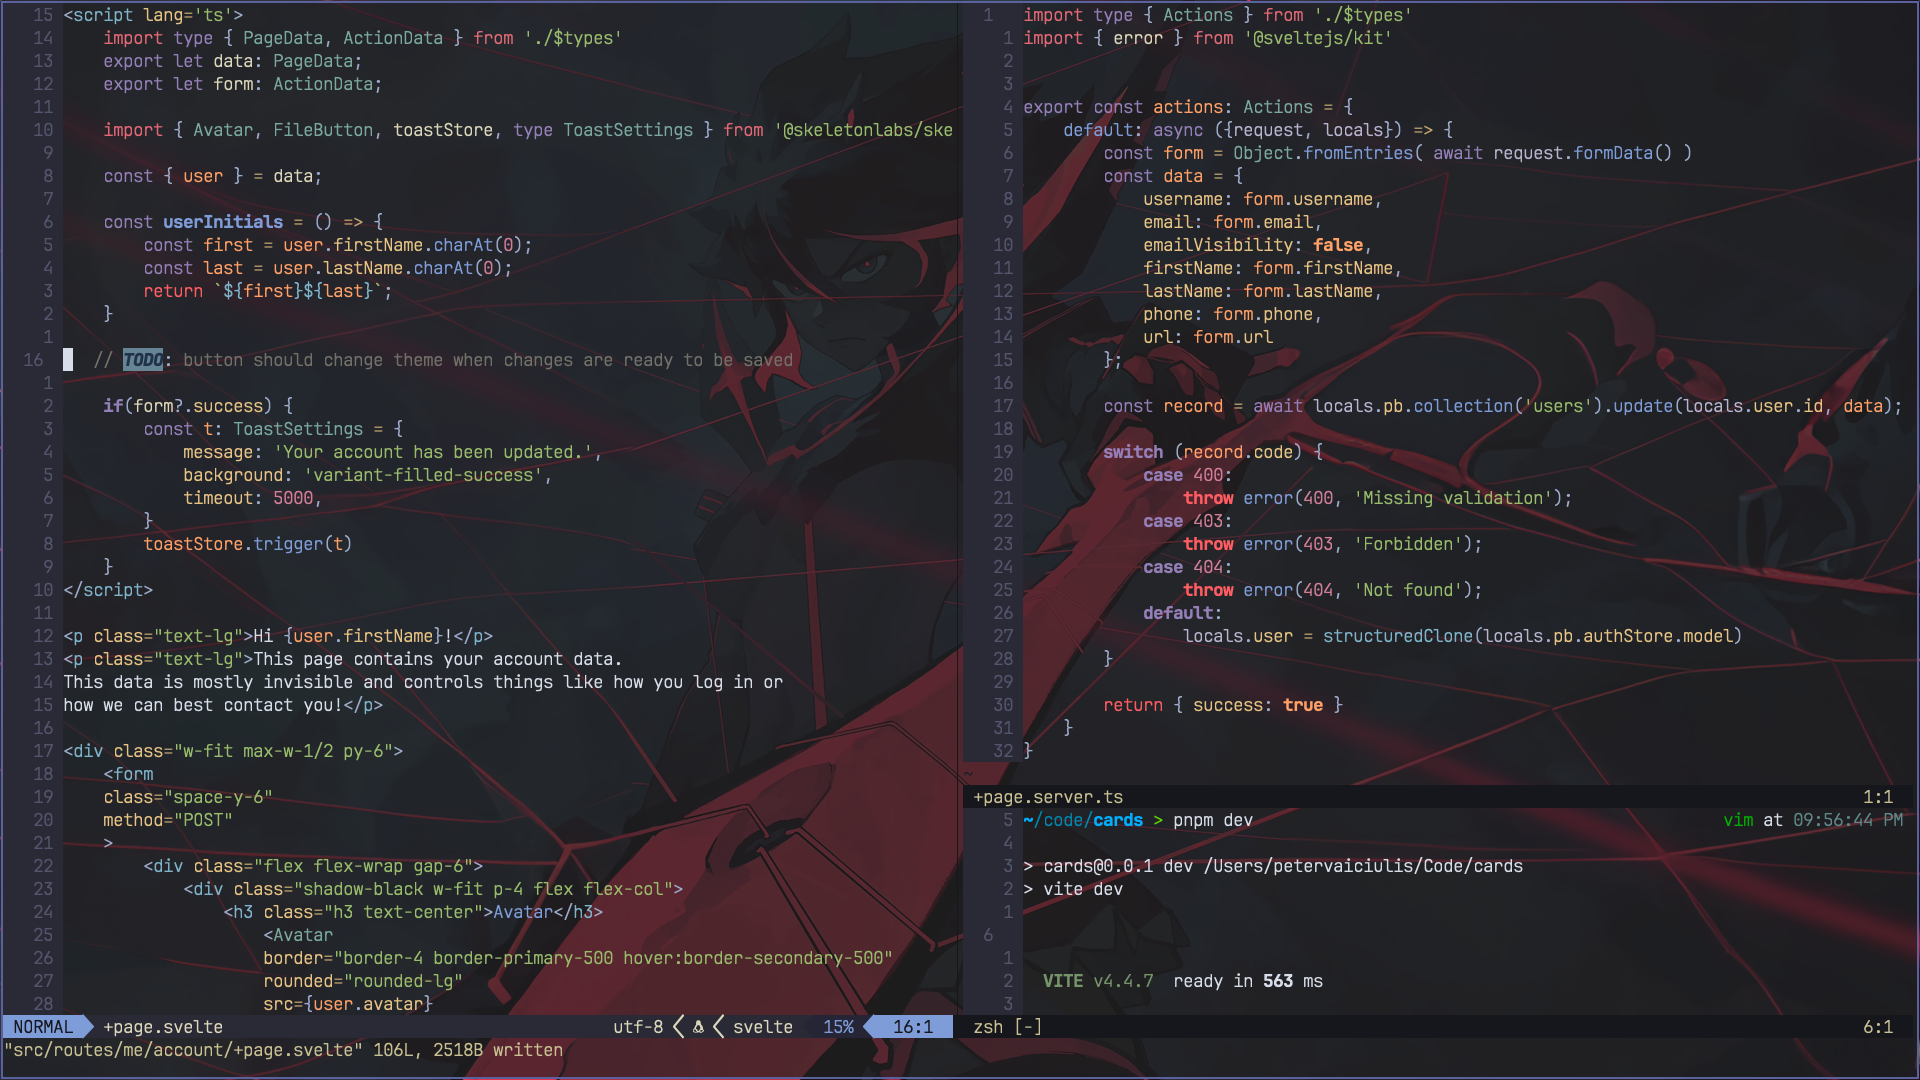 15 <script lang='ts'>
14     import type { PageData, ActionData } from './$types'
13     export let data: PageData;
12     export let form: ActionData;
11
10     import { Avatar, FileButton, toastStore, type ToastSettings } from '@skeletonlabs/ske
9
8     const { user } = data;
7
6     const userInitials = () => {
5         const first = user.firstName.charAt(0);
4         const last = user.lastName.charAt(0);
3         return `${first}${last}`;
2     }
1
16    // TODO: button should change theme when changes are ready to be saved
1
2     if(form?.success) {
3         const t: ToastSettings = {
4             message: 'Your account has been updated.',
5             background: 'variant-filled-success',
6             timeout: 5000,
7         }
8         toastStore.trigger(t)
9     }
10 </script>
11
12 <p class="text-lg">Hi {user.firstName}!</p>
13 <p class="text-lg">This page contains your account data.
14 This data is mostly invisible and controls things like how you log in or
15 how we can best contact you!</p>
16
17 <div class="w-fit max-w-1/2 py-6">
18     <form
19     class="space-y-6"
20     method="POST"
21     >
22         <div class="flex flex-wrap gap-6">
23             <div class="shadow-black w-fit p-4 flex flex-col">
24                 <h3 class="h3 text-center">Avatar</h3>
25                     <Avatar
26                     border="border-4 border-primary-500 hover:border-secondary-500"
27                     rounded="rounded-lg"
28                     src={user.avatar}
NORMAL +page.svelte utf-8 < < svelte 15% 16:1
"src/routes/me/account/+page.svelte" 106L, 2518B written
1 import type { Actions } from './$types'
1 import { error } from '@sveltejs/kit'
2
3
4 export const actions: Actions = {
5     default: async ({request, locals}) => {
6         const form = Object.fromEntries( await request.formData() )
7         const data = {
8             username: form.username,
9             email: form.email,
10             emailVisibility: false,
11             firstName: form.firstName,
12             lastName: form.lastName,
13             phone: form.phone,
14             url: form.url
15         };
16
17         const record = await locals.pb.collection('users').update(locals.user.id, data);
18
19         switch (record.code) {
20             case 400:
21                 throw error(400, 'Missing validation');
22             case 403:
23                 throw error(403, 'Forbidden');
24             case 404:
25                 throw error(404, 'Not found');
26             default:
27                 locals.user = structuredClone(locals.pb.authStore.model)
28         }
29
30         return { success: true }
31     }
32 }
~
+page.server.ts 1:1
5 ~/code/cards > pnpm dev vim at 09:56:44 PM
4
3 > cards@0.0.1 dev /Users/petervaiciulis/Code/cards
2 > vite dev
1
6
1
2   VITE v4.4.7  ready in 563 ms
3
zsh [-] 6:1